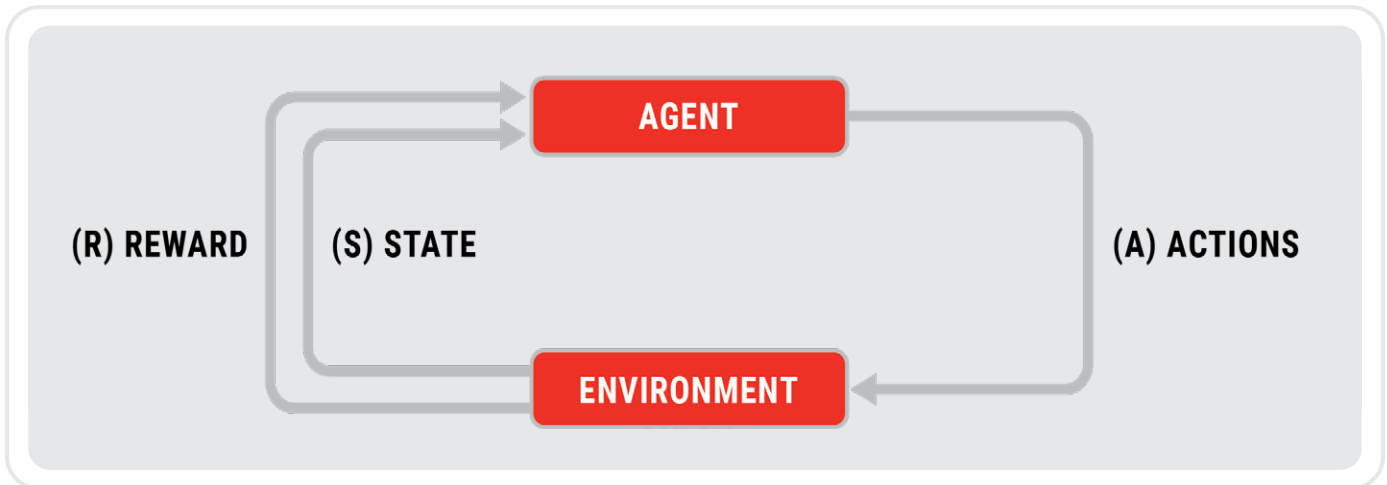 AGENT
(R) REWARD
(S) STATE
(A) ACTIONS
ENVIRONMENT